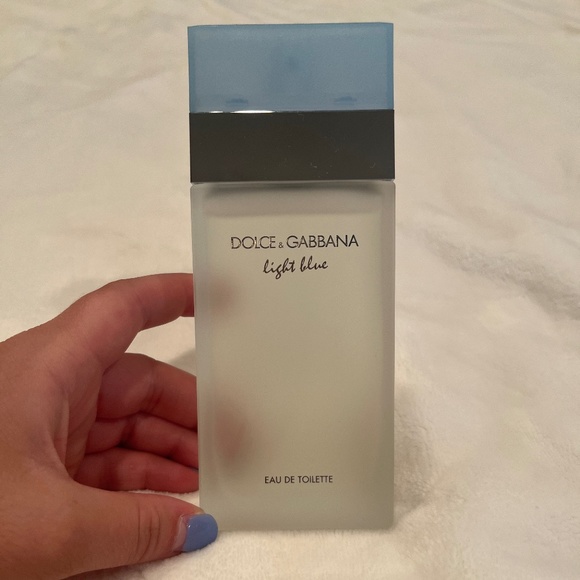 DOLCE & GABBANA
light blue
EAU DE TOILETTE